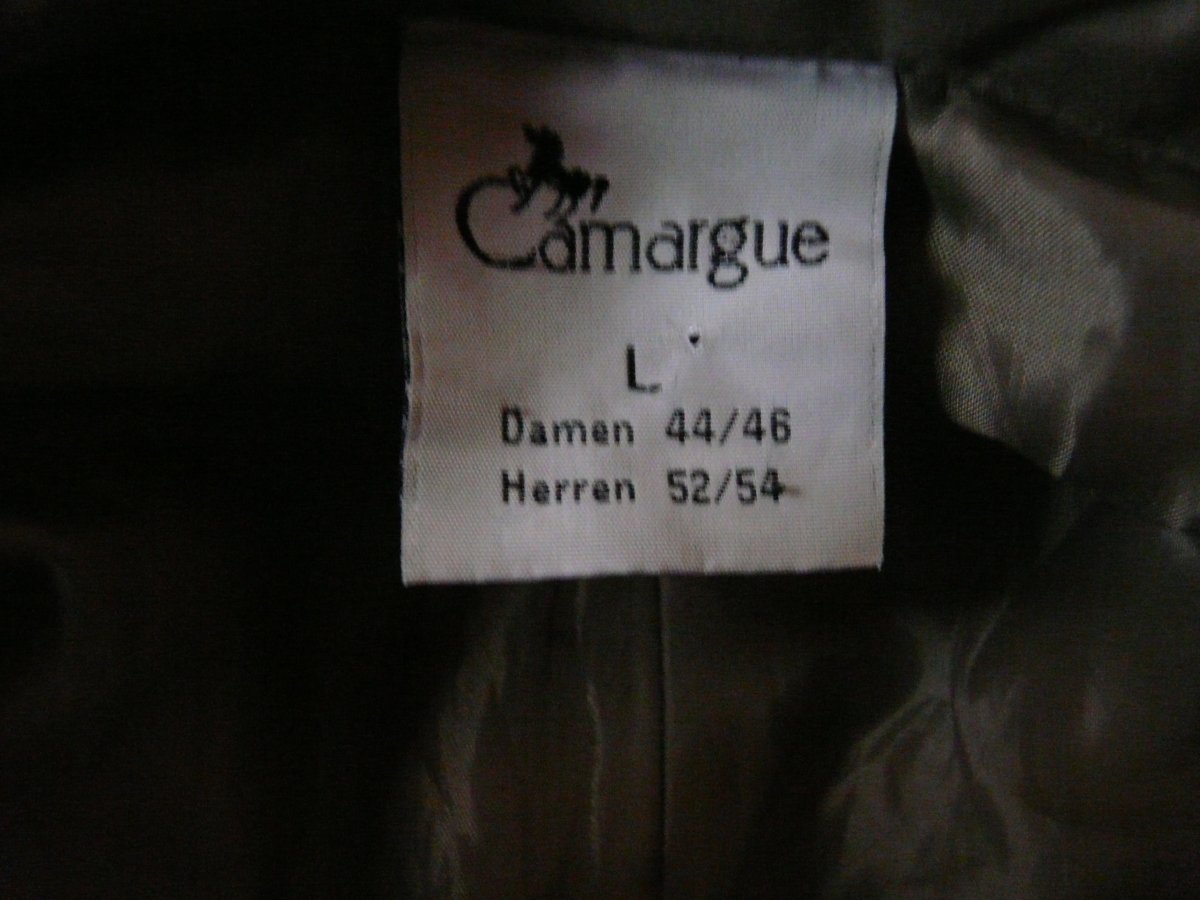 Camargue
L
Damen 44/46
Herren 52/54